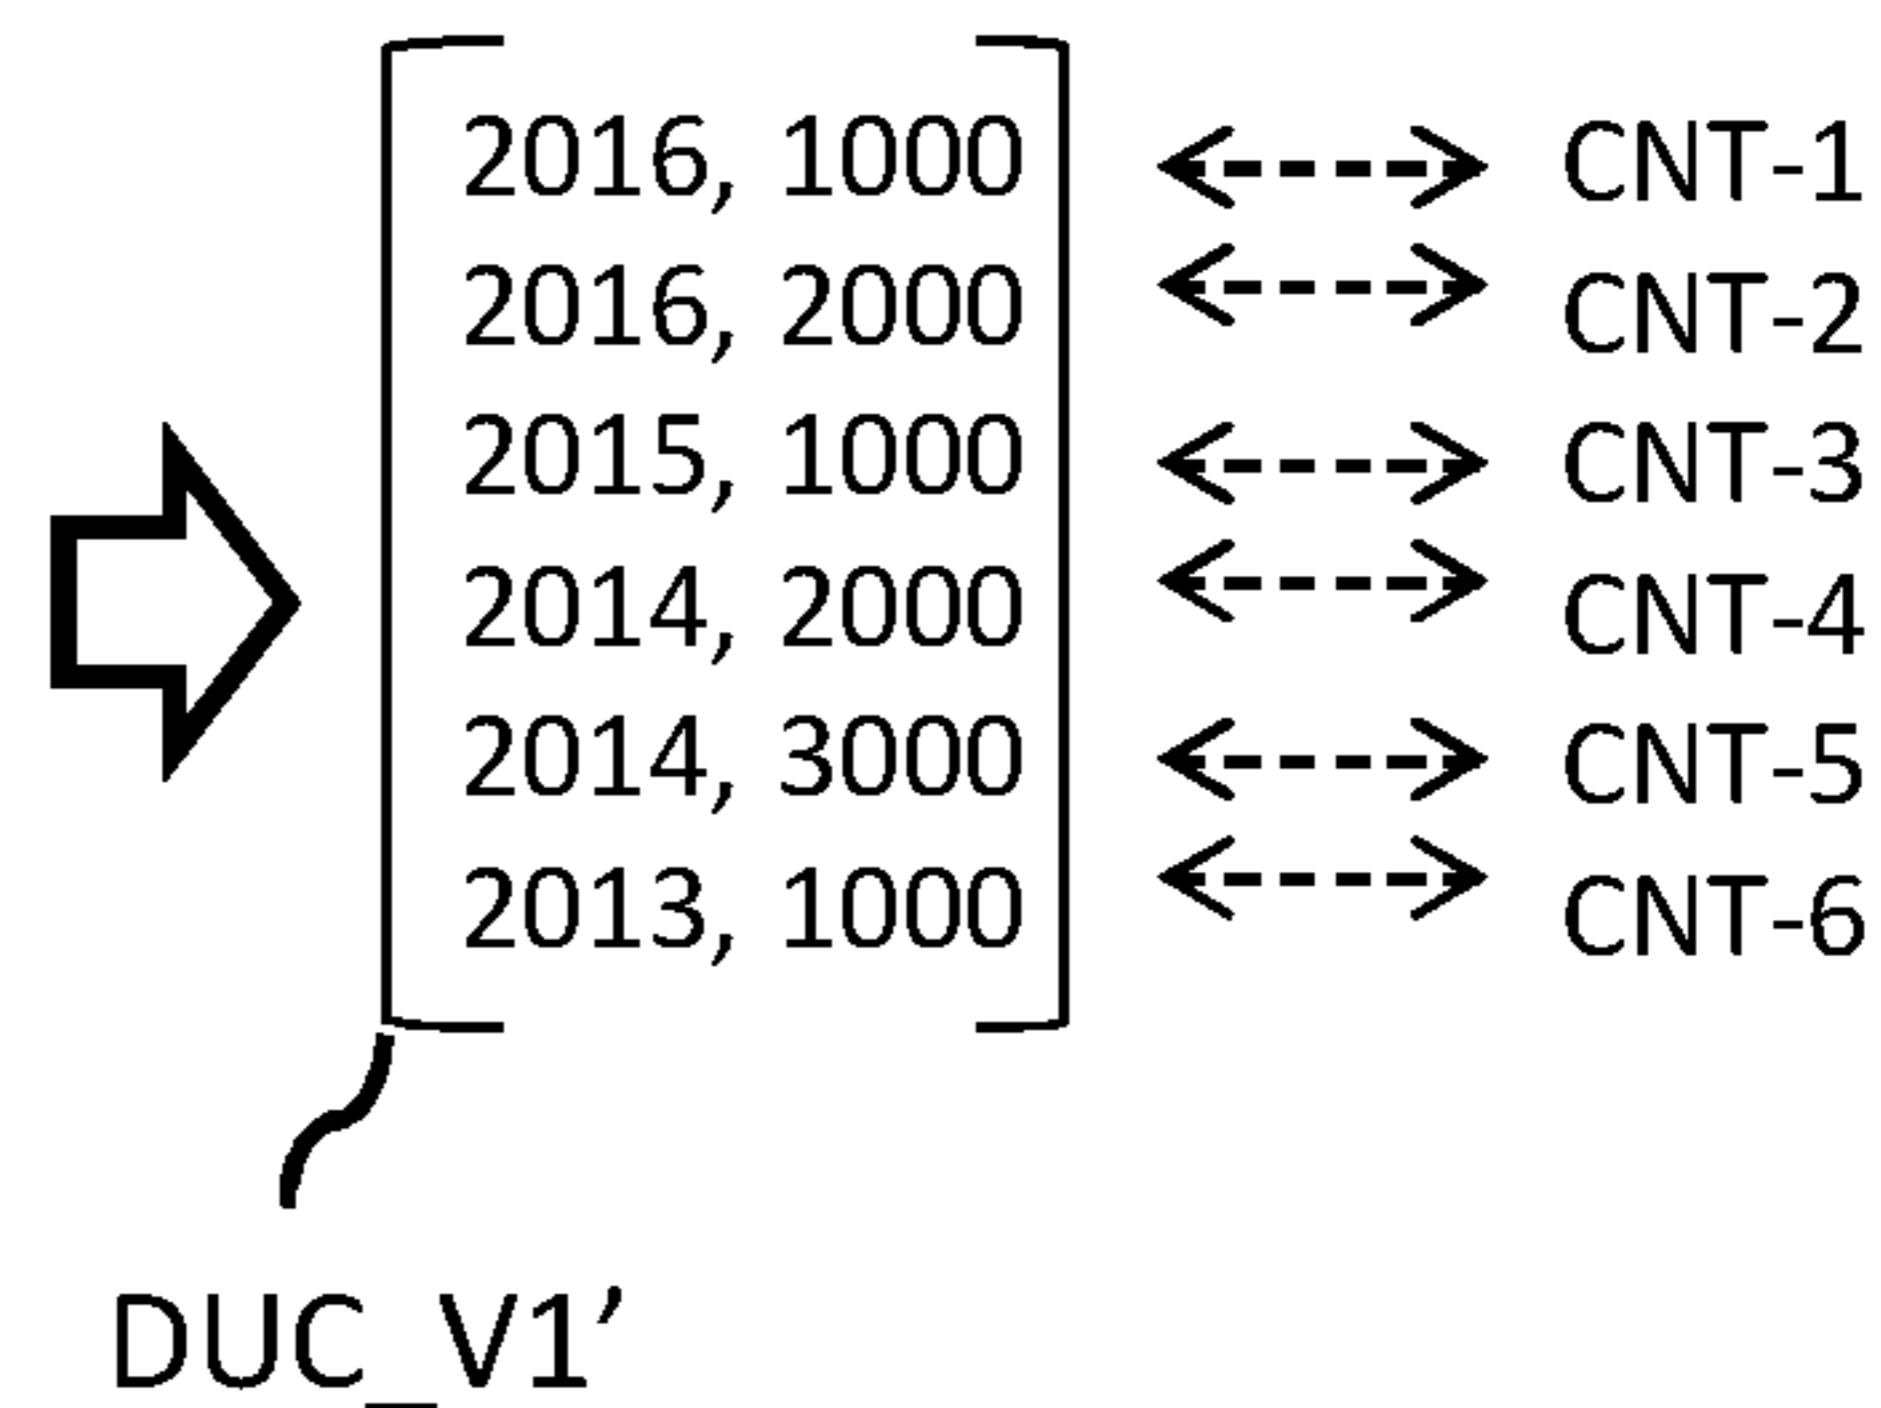 2016, 1000 CNT-1
2016, 2000 CNT-2
2015, 1000 CNT-3
2014, 2000 CNT-4
2014, 3000 CNT-5
2013, 1000 CNT-6
DUC_V1’